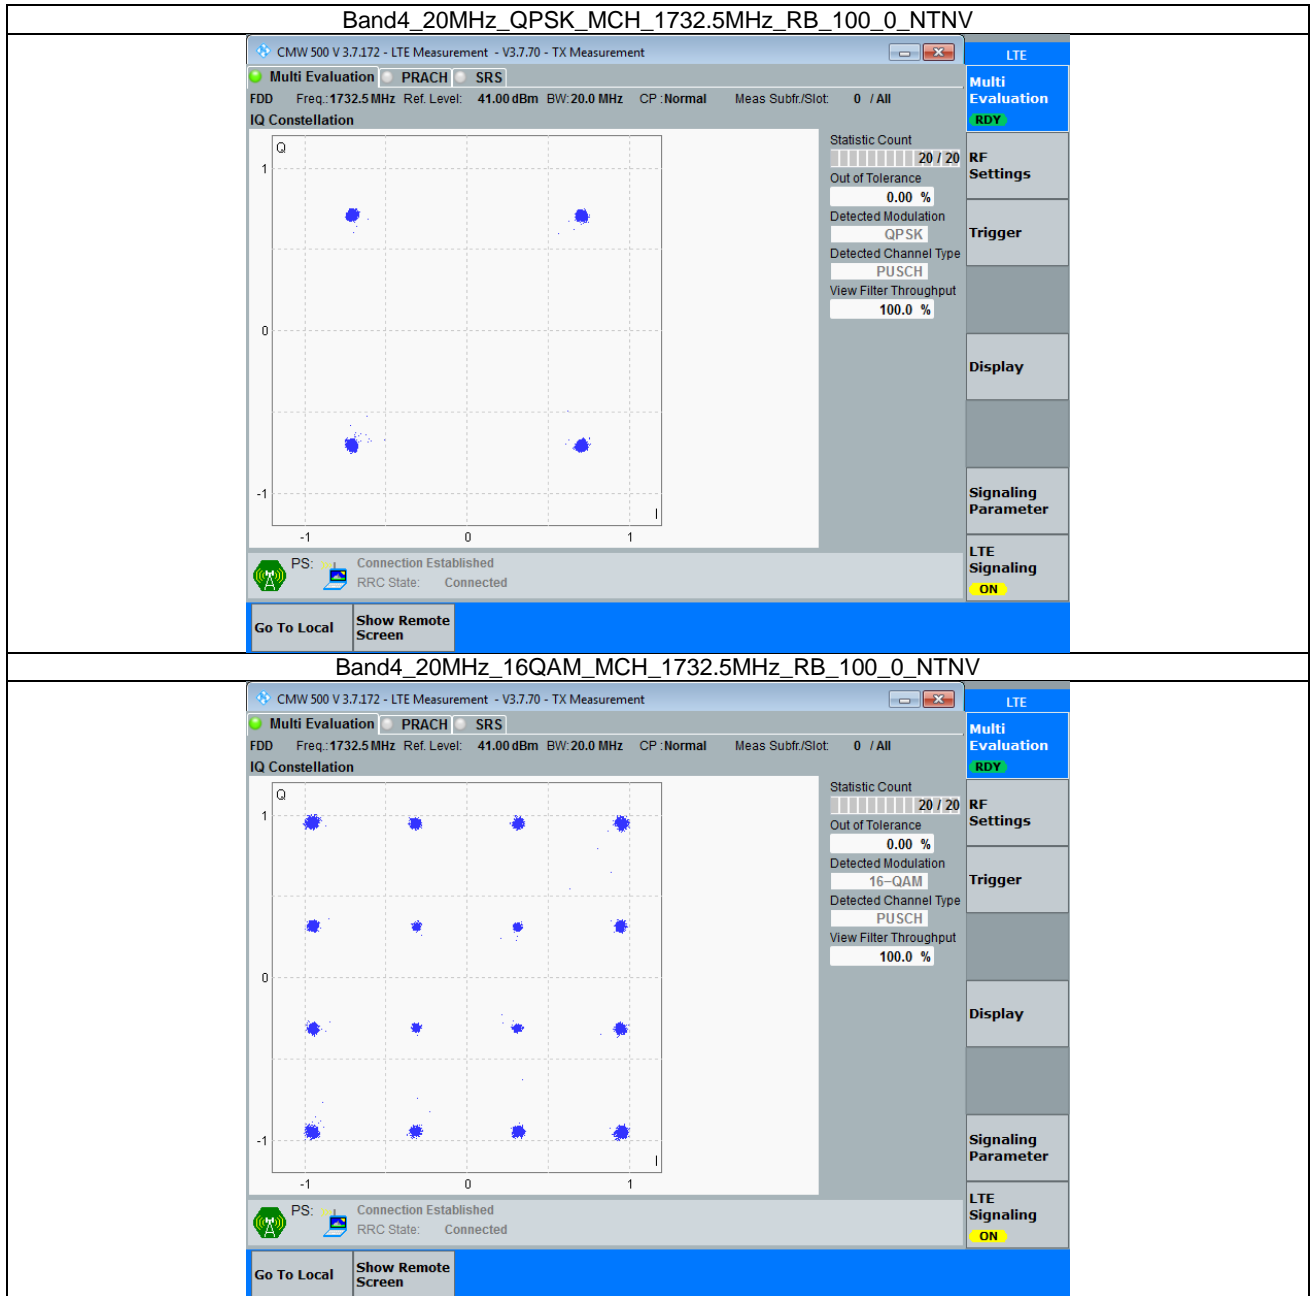 Band4_20MHz_QPSK_MCH_1732.5MHz_RB_100_0_NTNV
CMW 500 V 3.7.172 - LTE Measurement - V3.7.70 - TX Measurement
LTE
Multi Evaluation PRACH SRS
Multi
Evaluation
RDY
FDD Freq.: 1732.5 MHz Ref. Level: 41.00 dBm BW: 20.0 MHz CP : Normal Meas Subfr./Slot: 0 / All
IQ Constellation
Q
1
0
-1
I
-1 0 1
Statistic Count
20 / 20
Out of Tolerance
0.00 %
Detected Modulation
QPSK
Detected Channel Type
PUSCH
View Filter Throughput
100.0 %
RF
Settings
Trigger
Display
Signaling
Parameter
LTE
Signaling
ON
PS: Connection Established
RRC State: Connected
Go To Local
Show Remote
Screen
Band4_20MHz_16QAM_MCH_1732.5MHz_RB_100_0_NTNV
CMW 500 V 3.7.172 - LTE Measurement - V3.7.70 - TX Measurement
LTE
Multi Evaluation PRACH SRS
Multi
Evaluation
RDY
FDD Freq.: 1732.5 MHz Ref. Level: 41.00 dBm BW: 20.0 MHz CP : Normal Meas Subfr./Slot: 0 / All
IQ Constellation
Q
1
0
-1
I
-1 0 1
Statistic Count
20 / 20
Out of Tolerance
0.00 %
Detected Modulation
16-QAM
Detected Channel Type
PUSCH
View Filter Throughput
100.0 %
RF
Settings
Trigger
Display
Signaling
Parameter
LTE
Signaling
ON
PS: Connection Established
RRC State: Connected
Go To Local
Show Remote
Screen